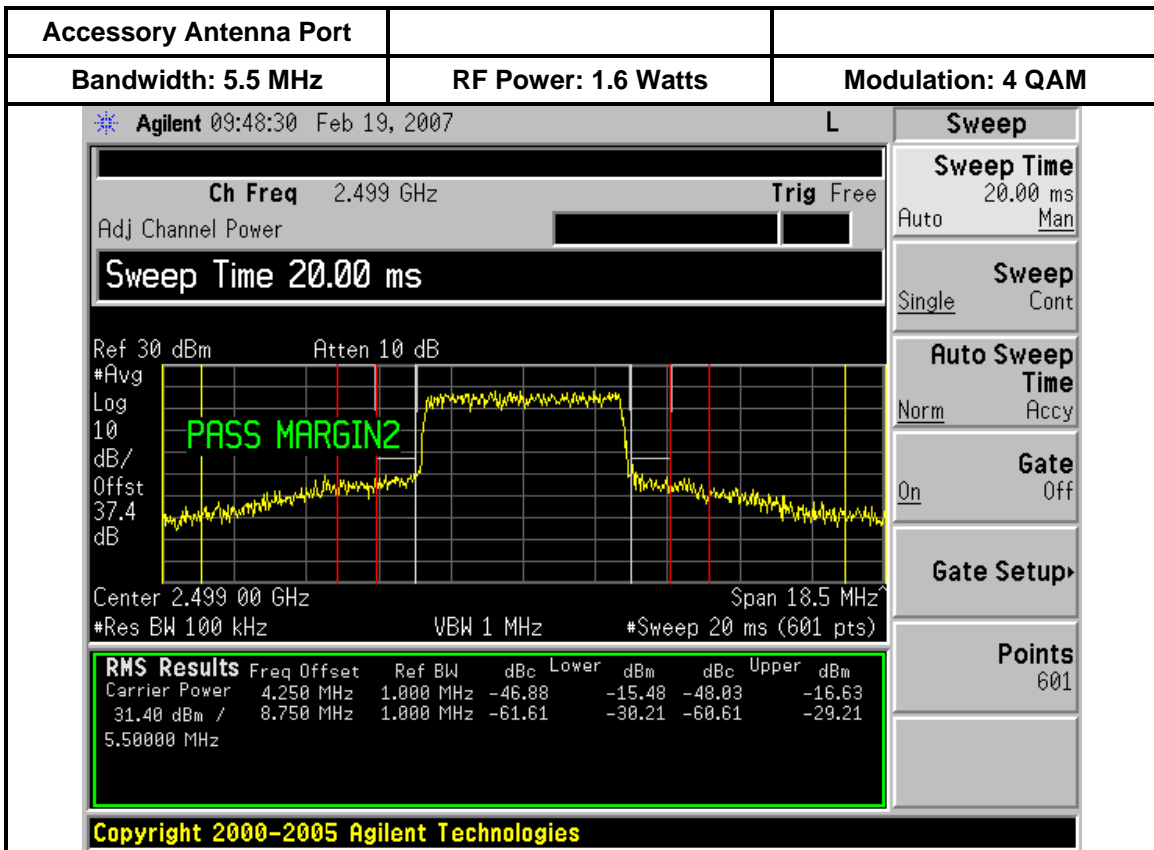 Accessory Antenna Port
Bandwidth: 5.5 MHz RF Power: 1.6 Watts Modulation: 4 QAM
Agilent 09:48:30 Feb 19, 2007 L Sweep
Ch Freq 2.499 GHz Trig Free
Adj Channel Power
Sweep Time 20.00 ms
Sweep Time
20.00 ms
Auto Man
Sweep
Single Cont
Auto Sweep
Time
Norm Accy
Gate
On Off
Gate Setup
Points
601
Ref 30 dBm Atten 10 dB
#Avg
Log
10
dB/
Offst
37.4
dB
PASS MARGIN2
Center 2.499 00 GHz Span 18.5 MHz^
#Res BW 100 kHz VBW 1 MHz #Sweep 20 ms (601 pts)
RMS Results Freq Offset Ref BW dBc Lower dBm dBc Upper dBm
Carrier Power 4.250 MHz 1.000 MHz -46.88 -15.48 -48.03 -16.63
31.40 dBm / 8.750 MHz 1.000 MHz -61.61 -30.21 -60.61 -29.21
5.50000 MHz
Copyright 2000-2005 Agilent Technologies